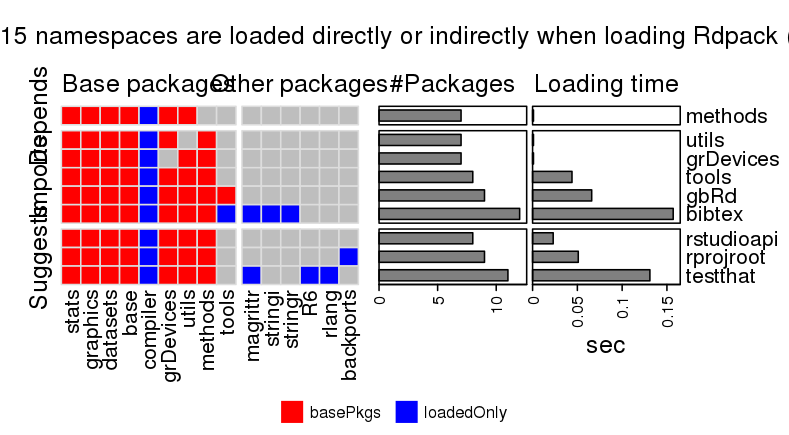 15 namespaces are loaded directly or indirectly when loading Rdpack (
Base packages
Other packages
#Packages
Loading time
Depends
Imports
Suggests
methods
utils
grDevices
tools
gbRd
bibtex
rstudioapi
rprojroot
testthat
stats
graphics
datasets
base
compiler
grDevices
utils
methods
tools
magrittr
stringi
stringr
R6
rlang
backports
0
5
10
0
0.05
0.1
0.15
sec
basePkgs
loadedOnly